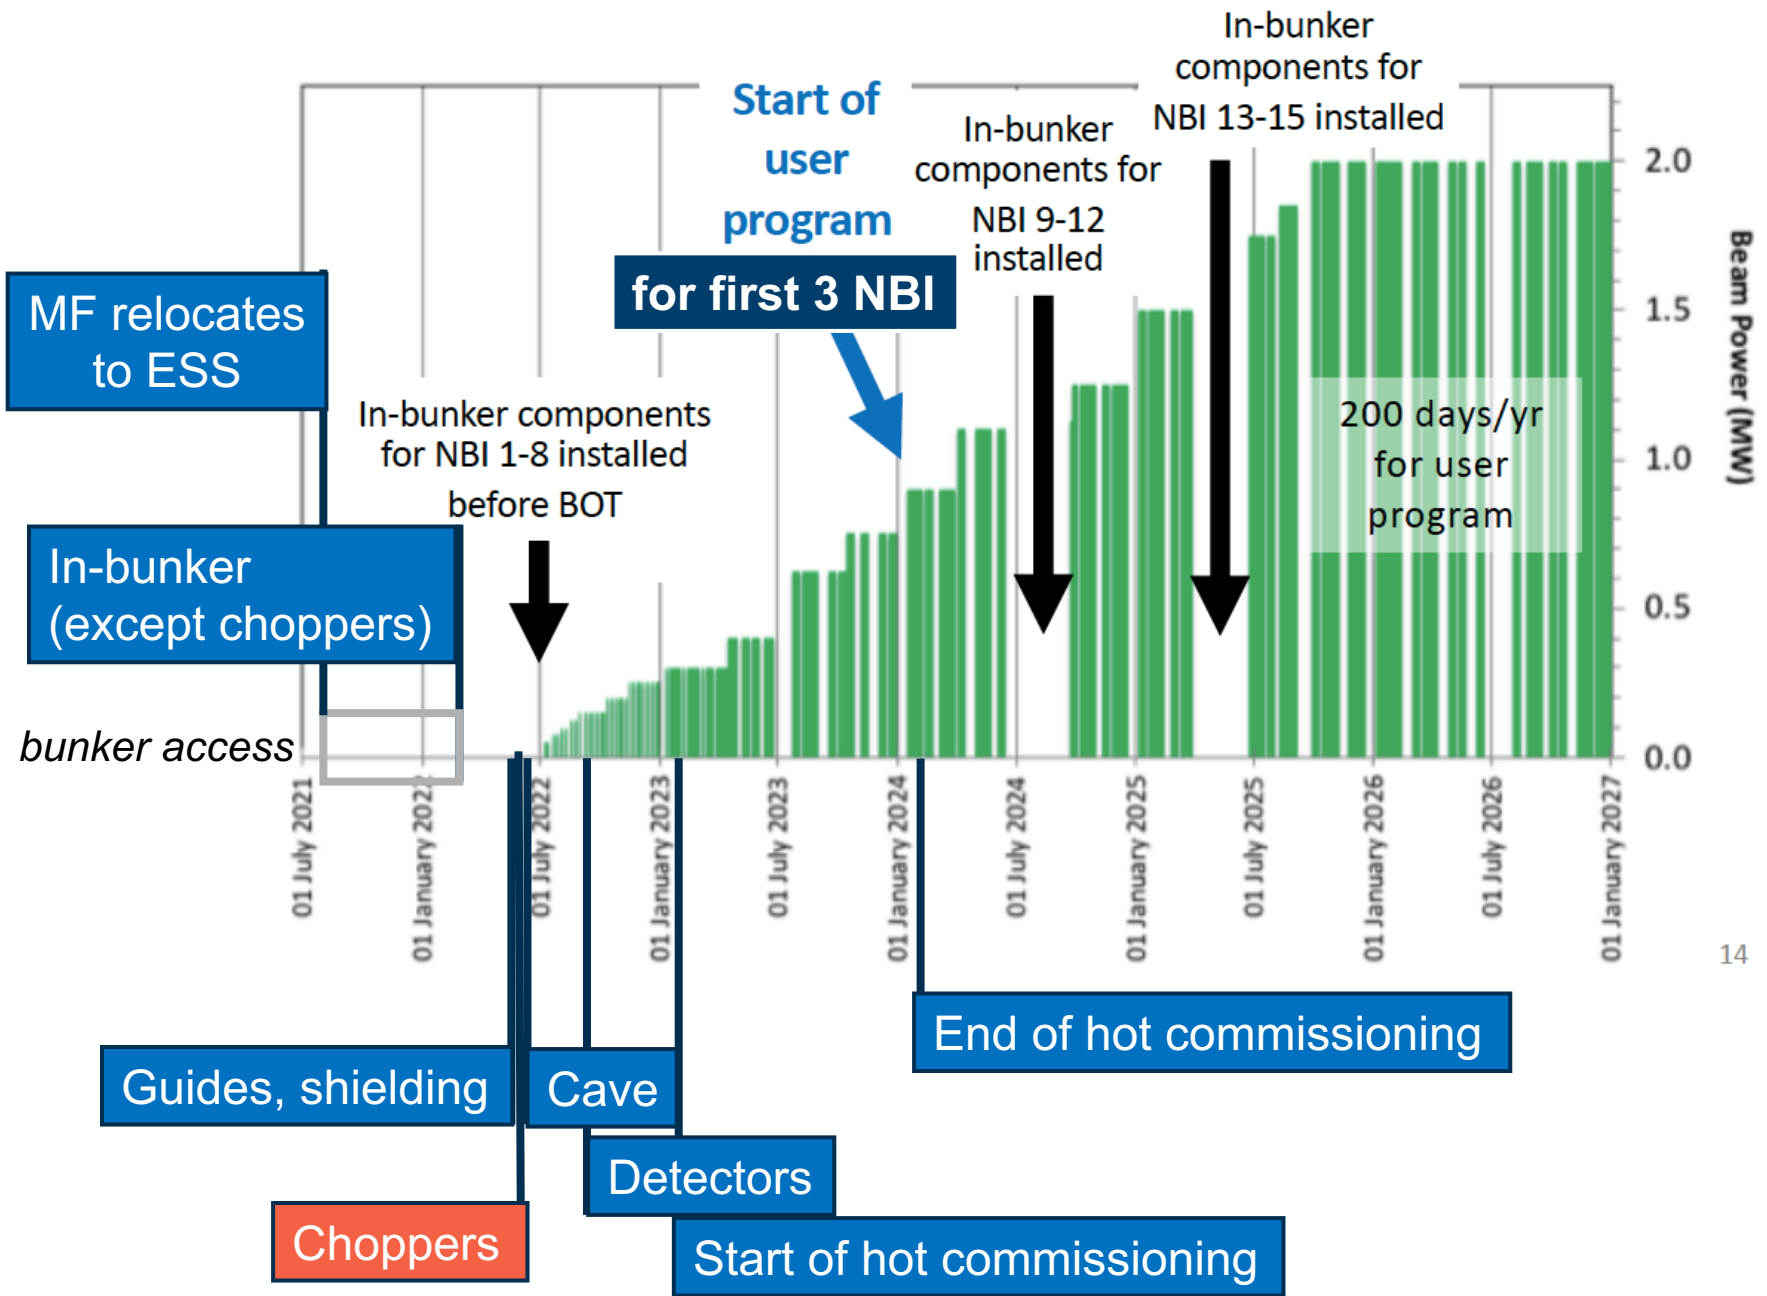 In-bunker
components for
NBI 13-15 installed
Start of
user
program
for first 3 NBI
In-bunker
components for
NBI 9-12
installed
MF relocates
to ESS
In-bunker components
for NBI 1-8 installed
before BOT
In-bunker
(except choppers)
bunker access
200 days/yr
for user
program
2.0
1.5
1.0
0.5
0.0
Beam Power (MW)
01 July 2021
01 January 2022
01 July 2022
01 January 2023
01 July 2023
01 January 2024
01 July 2024
01 January 2025
01 July 2025
01 January 2026
01 July 2026
01 January 2027
14
End of hot commissioning
Guides, shielding
Cave
Detectors
Choppers
Start of hot commissioning